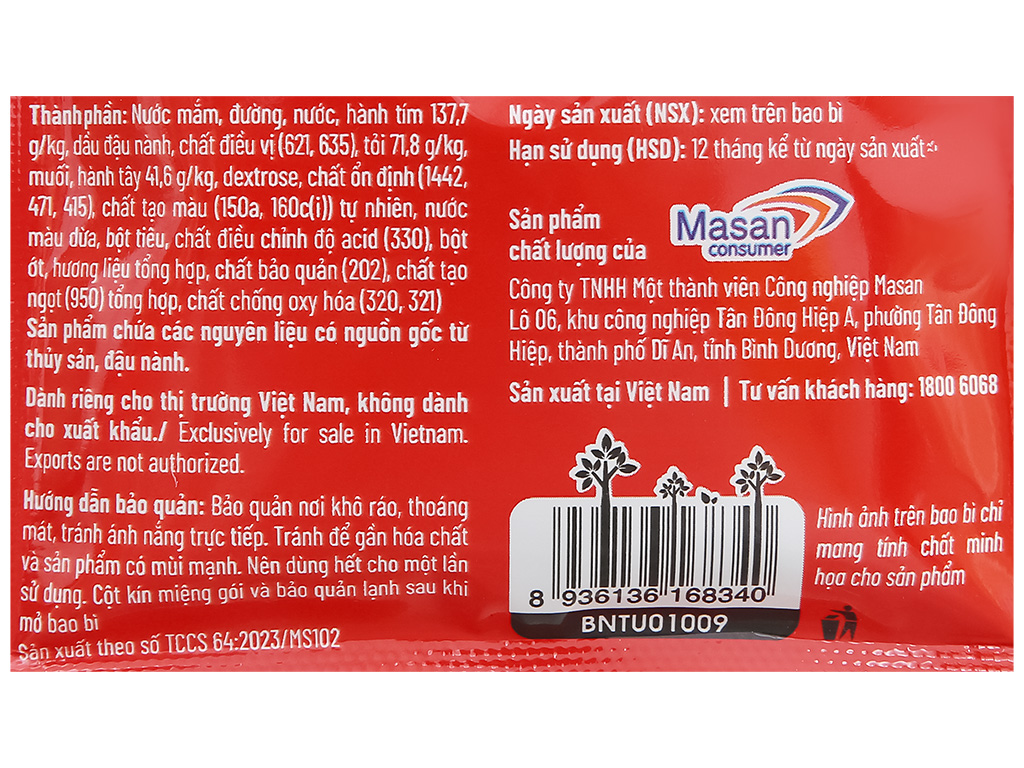 Thành phần: Nước mắm, đường, nước, hành tím 137,7
g/kg, dầu đậu nành, chất điều vị (621, 635), tỏi 71,8 g/kg,
muối, hành tây 41,6 g/kg, dextrose, chất ổn định (1442,
471, 415), chất tạo màu (150a, 160c(i)) tự nhiên, nước
màu dừa, bột tiêu, chất điều chỉnh độ acid (330), bột
ớt, hương liệu tổng hợp, chất bảo quản (202), chất tạo
ngọt (950) tổng hợp, chất chống oxy hóa (320, 321)
Sản phẩm chứa các nguyên liệu có nguồn gốc từ
thủy sản, đậu nành.
Dành riêng cho thị trường Việt Nam, không dành
cho xuất khẩu./ Exclusively for sale in Vietnam.
Exports are not authorized.
Hướng dẫn bảo quản: Bảo quản nơi khô ráo, thoáng
mát, tránh ánh nắng trực tiếp. Tránh để gần hóa chất
và sản phẩm có mùi mạnh. Nên dùng hết cho một lần
sử dụng. Cột kín miệng gói và bảo quản lạnh sau khi
mở bao bì
Sản xuất theo số TCCS 64:2023/MS102
Ngày sản xuất (NSX): xem trên bao bì
Hạn sử dụng (HSD): 12 tháng kể từ ngày sản xuất
Sản phẩm
chất lượng của
Masan
consumer
Công ty TNHH Một thành viên Công nghiệp Masan
Lô 06, khu công nghiệp Tân Đông Hiệp A, phường Tân Đông
Hiệp, thành phố Dĩ An, tỉnh Bình Dương, Việt Nam
Sản xuất tại Việt Nam | Tư vấn khách hàng: 1800 6068
8 936136 168340
BNTU01009
Hình ảnh trên bao bì chỉ
mang tính chất minh
họa cho sản phẩm